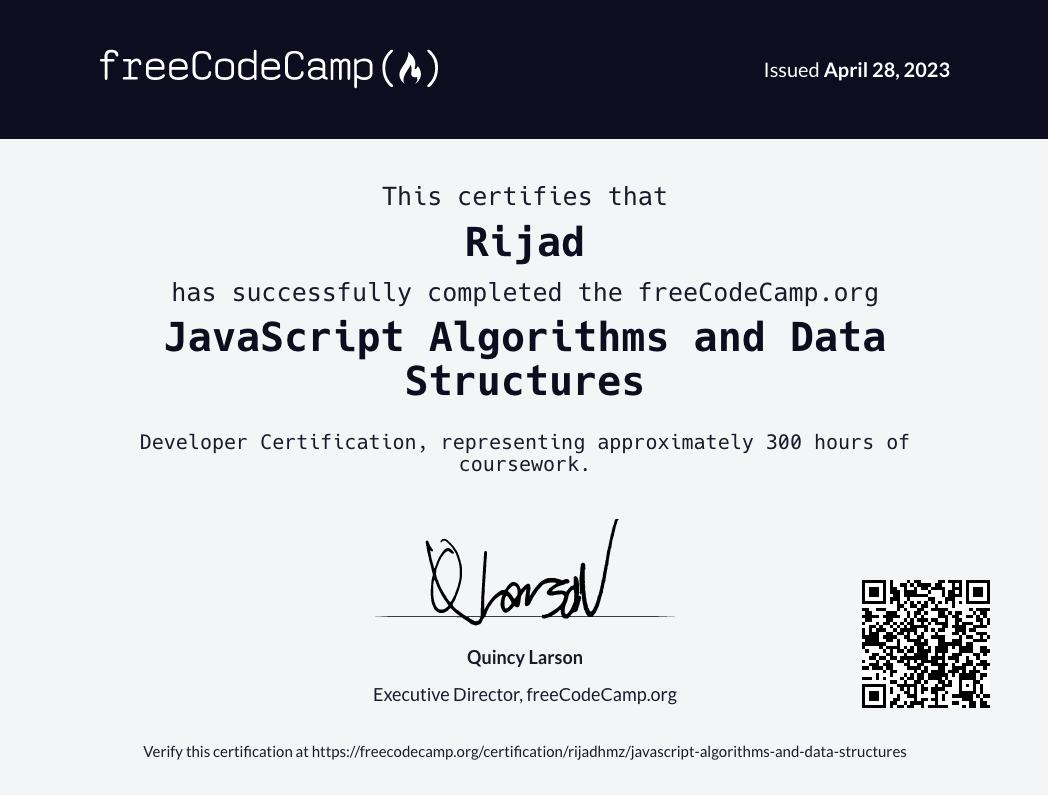 freeCodeCamp
Issued April 28, 2023
This certifies that
Rijad
has successfully completed the freeCodeCamp.org
JavaScript Algorithms and Data
Structures
Developer Certification, representing approximately 300 hours of
coursework.
Q Larson
Quincy Larson
Executive Director, freeCodeCamp.org
Verify this certification at https://freecodecamp.org/certification/rijadhmz/javascript-algorithms-and-data-structures